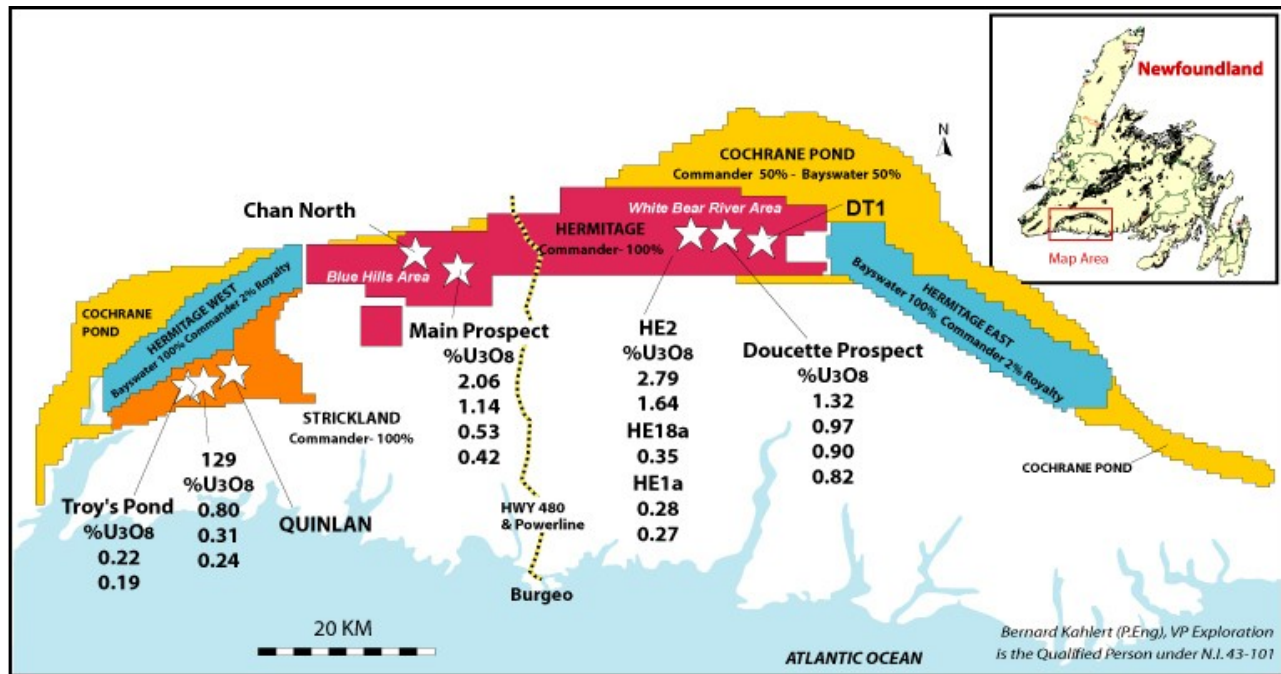 Newfoundland
Map Area
N
COCHRANE POND
Commander 50% - Bayswater 50%
White Bear River Area
DT1
Chan North
HERMITAGE
Commander- 100%
Blue Hills Area
HERMITAGE WEST
Bayswater 100% Commander 2% Royalty
COCHRANE
POND
HERMITAGE EAST
Bayswater 100% Commander 2% Royalty
Main Prospect
%U3O8
2.06
1.14
0.53
0.42
HE2
%U3O8
2.79
1.64
HE18a
0.35
HE1a
0.28
0.27
Doucette Prospect
%U3O8
1.32
0.97
0.90
0.82
STRICKLAND
Commander- 100%
COCHRANE POND
129
%U3O8
0.80
0.31
0.24
Troy's Pond
%U3O8
0.22
0.19
QUINLAN
HWY 480
& Powerline
Burgeo
20 KM
ATLANTIC OCEAN
Bernard Kahlert (P.Eng), VP Exploration
is the Qualified Person under N.I. 43-101